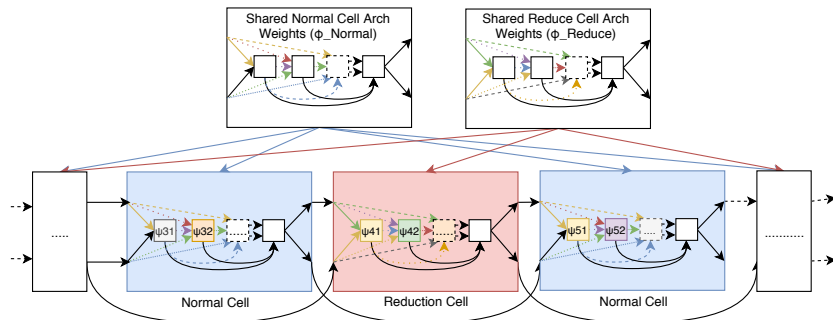 Shared Normal Cell Arch
Weights (ϕ_Normal)
Shared Reduce Cell Arch
Weights (ϕ_Reduce)
.....
ψ31
ψ32
...
ψ41
ψ42
...
ψ51
ψ52
...
..........
Normal Cell
Reduction Cell
Normal Cell